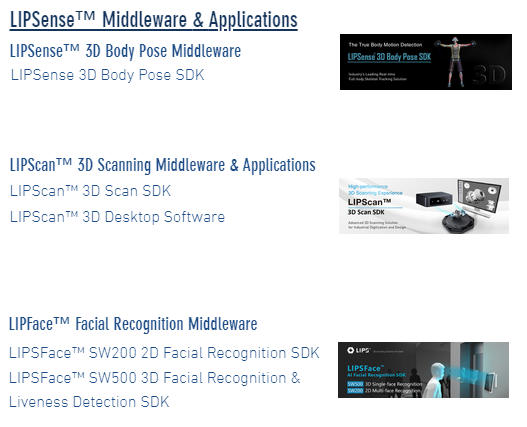 LIPSense™ Middleware & Applications
LIPSense™ 3D Body Pose Middleware
LIPSense 3D Body Pose SDK
The True Body Motion Detection
LIPSense 3D Body Pose SDK
Industry's Leading Real-time
Full-body Skeletal Tracking Solution
3D
LIPScan™ 3D Scanning Middleware & Applications
LIPScan™ 3D Scan SDK
LIPScan™ 3D Desktop Software
High-performance
3D Scanning Experience
LIPScan™
3D Scan SDK
Advanced 3D Scanning Solution
for Industrial Digitization and Design
LIPFace™ Facial Recognition Middleware
LIPSFace™ SW200 2D Facial Recognition SDK
LIPSFace™ SW500 3D Facial Recognition &
Liveness Detection SDK
LIPS
LIPSFace™
AI Facial Recognition SDK
SW500 3D Single-face Recognition
SW200 2D Multi-face Recognition